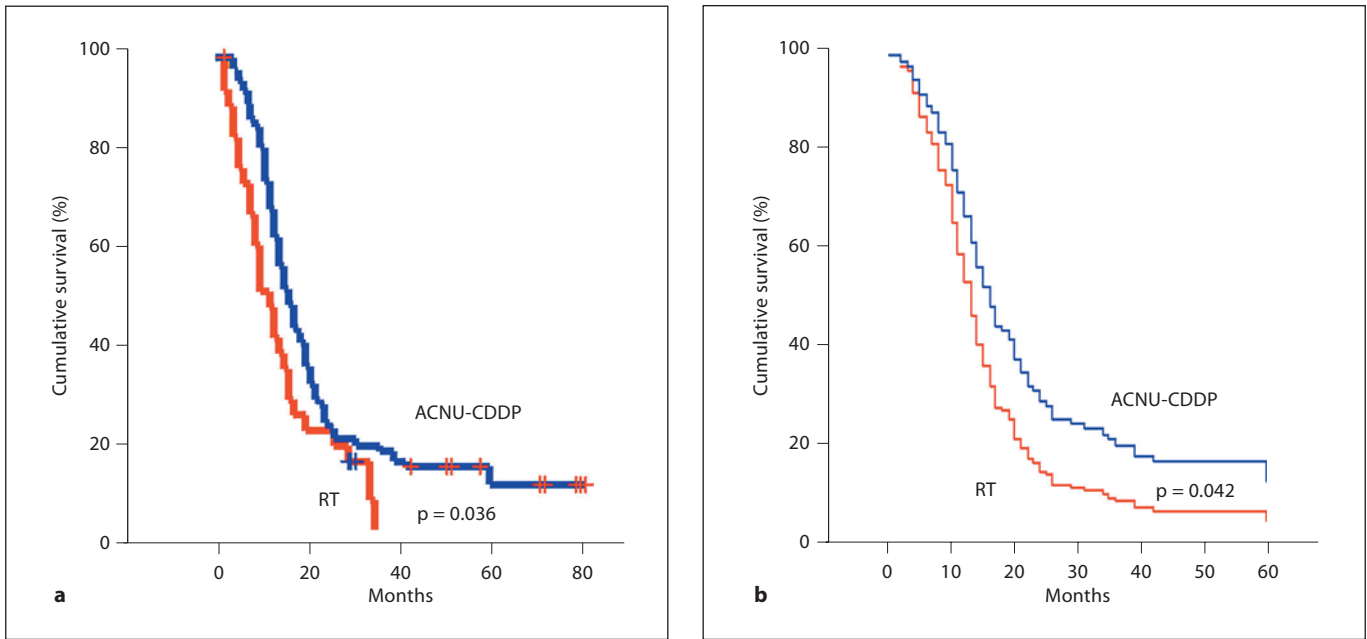 100
80
60
40
20
0
Cumulative survival (%)
ACNU-CDDP
RT
p = 0.036
0 20 40 60 80
Months
a
100
80
60
40
20
0
Cumulative survival (%)
ACNU-CDDP
RT
p = 0.042
0 10 20 30 40 50 60
Months
b